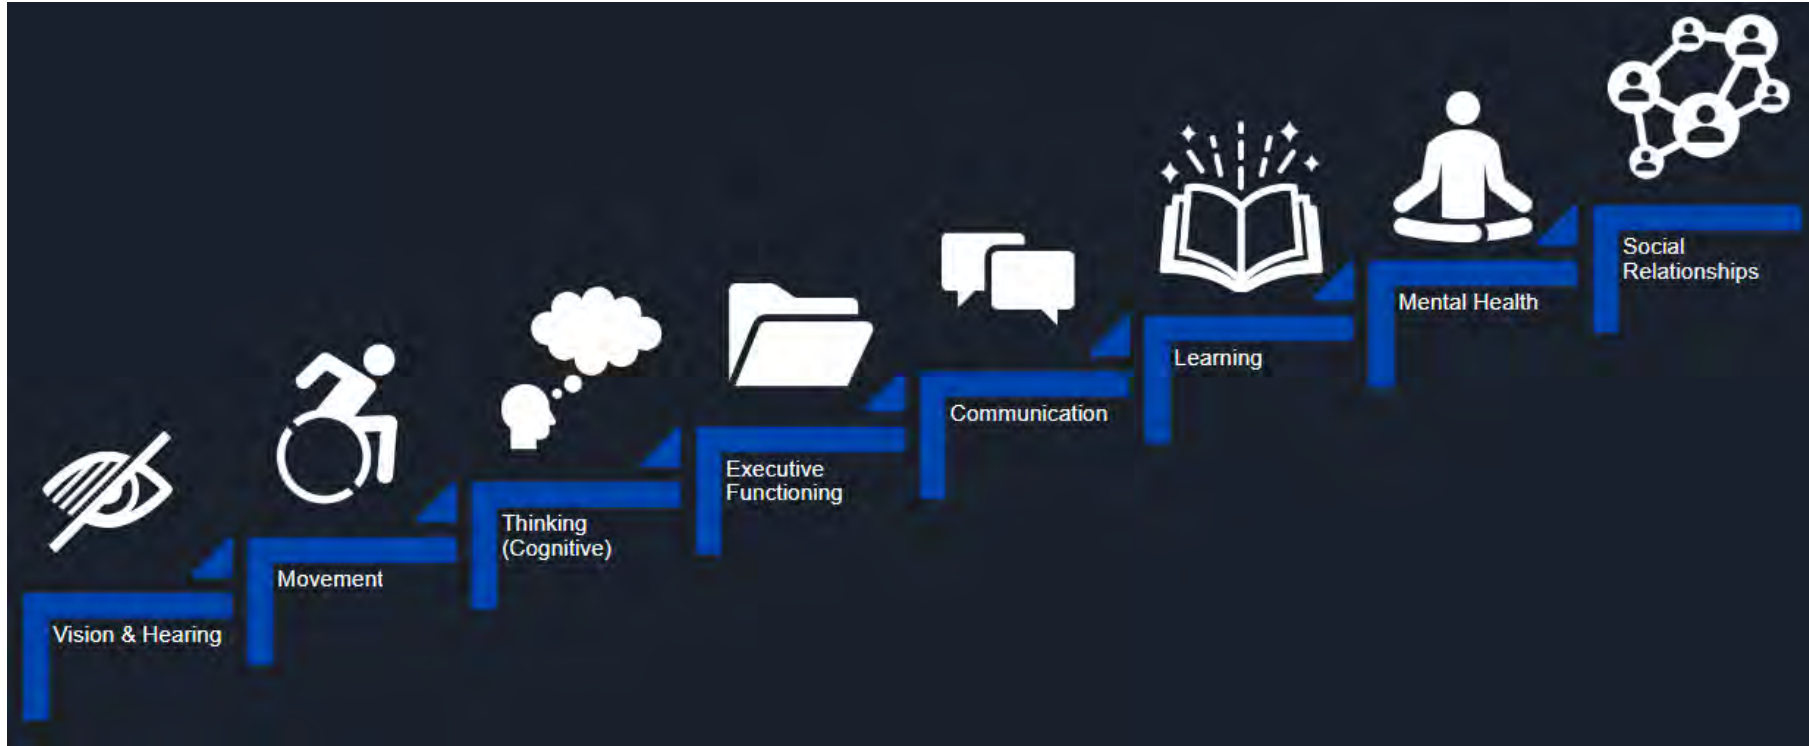 Vision & Hearing
Movement
Thinking
(Cognitive)
Executive
Functioning
Communication
Learning
Mental Health
Social
Relationships